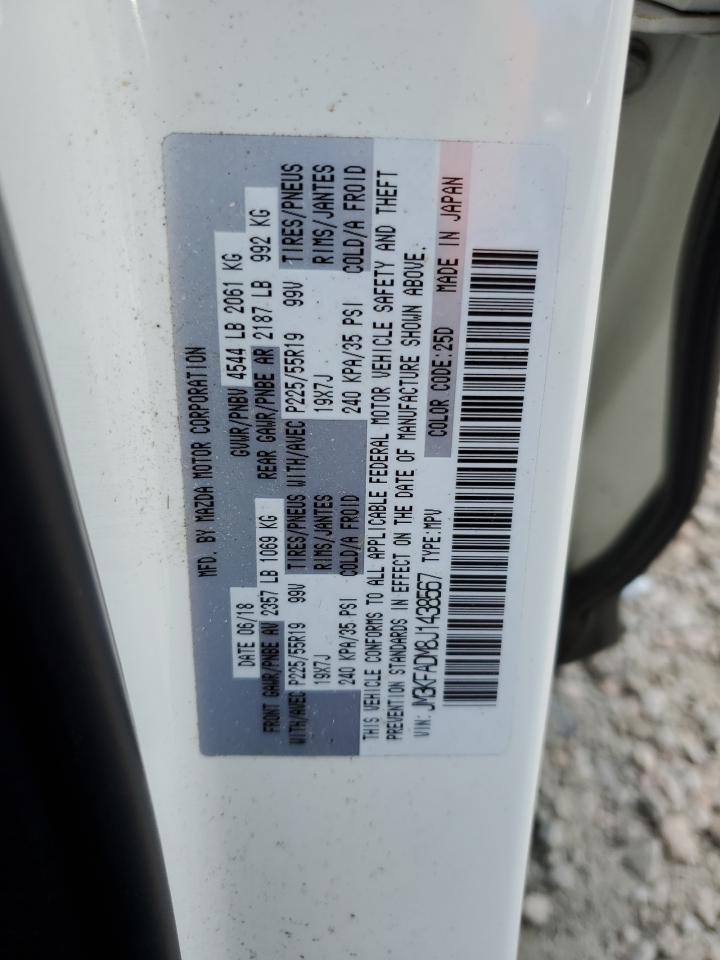 MFD. BY MAZDA MOTOR CORPORATION
DATE 06/18 GVWR/PNBV 4544 LB 2061 KG
FRONT GAWR/PNBE AV 2357 LB 1069 KG REAR GAWR/PNBE AR 2187 LB 992 KG
WITH/AVEC P225/55R19 99V TIRES/PNEUS WITH/AVEC P225/55R19 99V TIRES/PNEUS
19X7J RIMS/JANTES 19X7J RIMS/JANTES
240 KPA/35 PSI COLD/A FROID 240 KPA/35 PSI COLD/A FROID
THIS VEHICLE CONFORMS TO ALL APPLICABLE FEDERAL MOTOR VEHICLE SAFETY AND THEFT
PREVENTION STANDARDS IN EFFECT ON THE DATE OF MANUFACTURE SHOWN ABOVE.
VIN: JM3KFADM8J1438567 TYPE:MPV COLOR CODE:25D MADE IN JAPAN